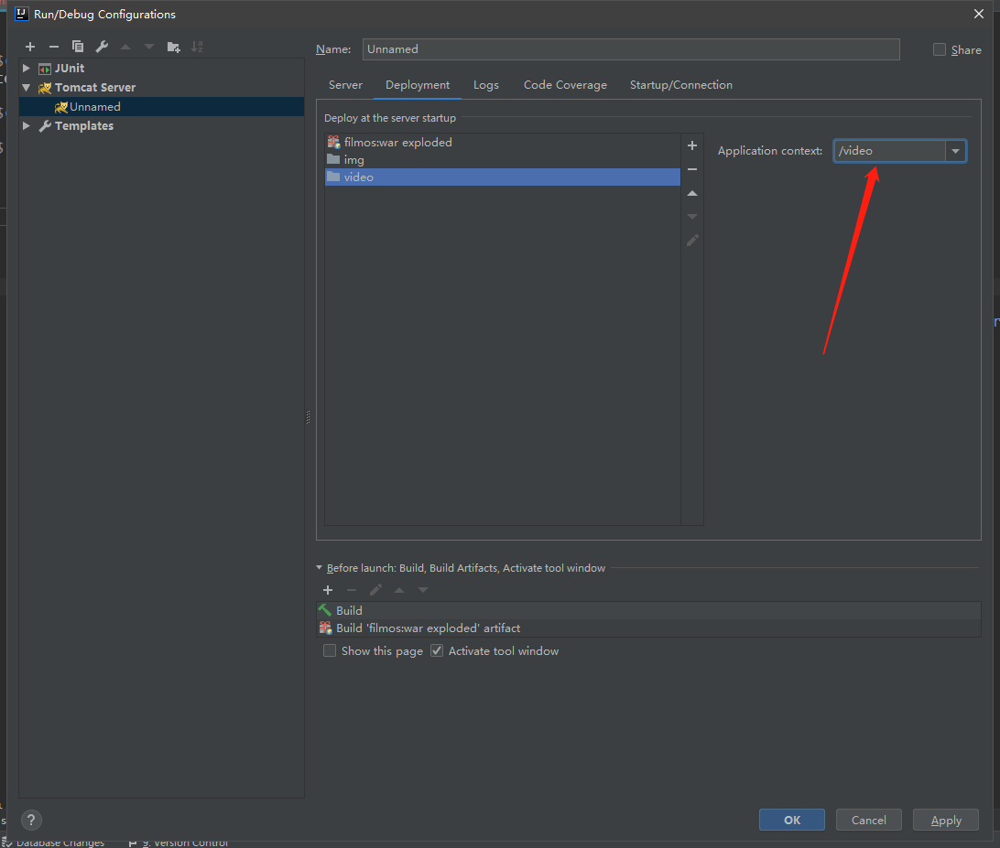 Run/Debug Configurations
JUnit
Tomcat Server
Unnamed
Templates
Name: Unnamed
Share
Server Deployment Logs Code Coverage Startup/Connection
Deploy at the server startup
filmos:war exploded
img
video
Application context: /video
Before launch: Build, Build Artifacts, Activate tool window
Build
Build 'filmos:war exploded' artifact
Show this page Activate tool window
?
OK Cancel Apply
Database Changes 9: Version Control